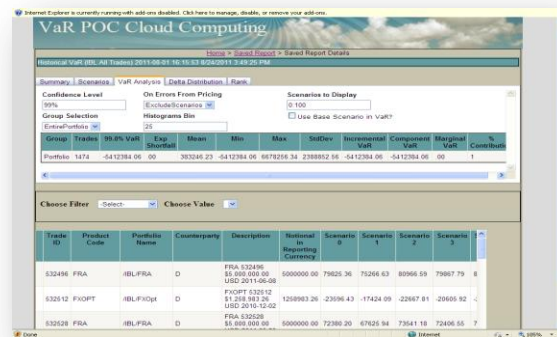 Internet Explorer is currently running with add-ons disabled. Click here to manage, disable, or remove your add-ons.
VaR POC Cloud Computing
Home > Saved Report > Saved Report Details
Historical VaR (IBL All Trades) 2011-06-01 16:15:53 8/24/2011 3:49:25 PM
Summary Scenarios VaR Analysis Delta Distribution Rank
Confidence Level On Errors From Pricing Scenarios to Display
99% ExcludeScenarios 0:100
Group Selection Histograms Bin Use Base Scenario in VaR?
EntirePortfolio 25
Group Trades 99.0% VaR Exp Shortfall Mean Min Max StdDev Incremental VaR Component VaR Marginal VaR % Contributio
Portfolio 1474 -5412384.06 .00 383246.23 -5412384.06 6678256.34 2388952.56 -5412384.06 -5412384.06 .00 1
Choose Filter -Select- Choose Value
Trade ID Product Code Portfolio Name Counterparty Description Notional in Reporting Currency Scenario 0 Scenario 1 Scenario 2 Scenario 3
532496 FRA /IBL/FRA D FRA 532496 $5,000,000.00 USD 2011-06-08 5000000.00 79825.36 75266.63 80966.59 79867.79 8
532512 FXOPT /IBL/FXOpt D FXOPT 532512 $1,258,983.26 USD 2010-12-02 1258983.26 -23596.43 -17424.09 -22667.81 -20605.92
532528 FRA /IBL/FRA D FRA 532528 $5,000,000.00 5000000.00 72380.20 67625.94 73541.18 72406.55 7
Done Internet 105%